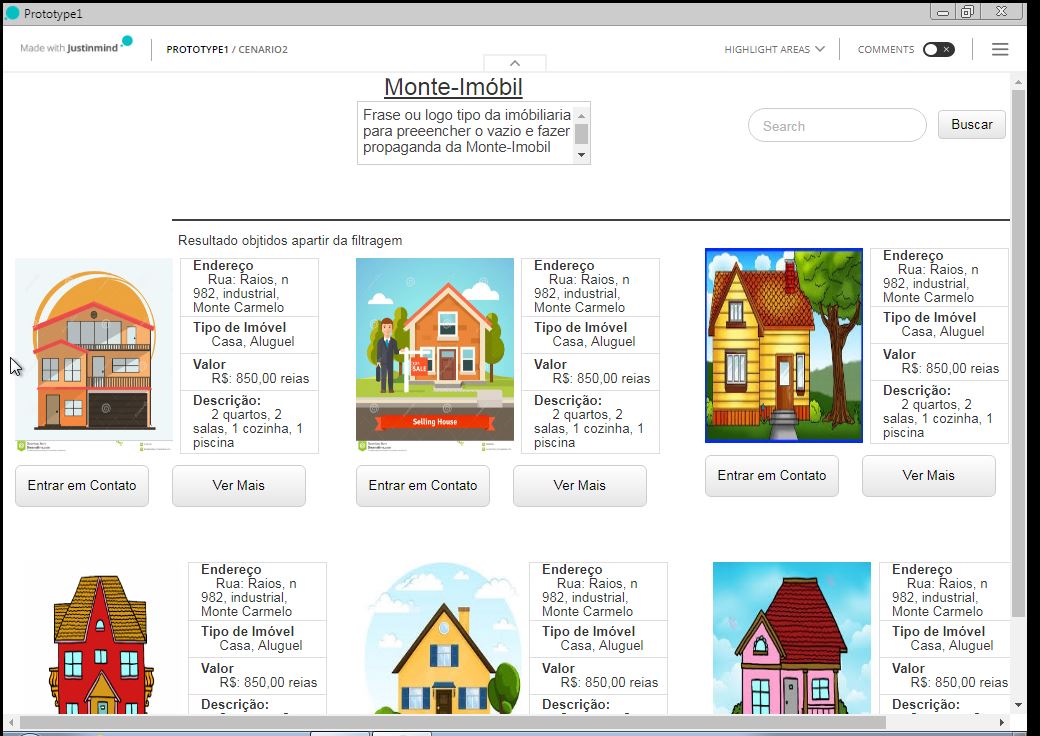 Prototype1
Made with Justinmind
PROTOTYPE1 / CENARIO2
HIGHLIGHT AREAS
COMMENTS
Monte-Imóbil
Frase ou logo tipo da imóbiliaria
para preeencher o vazio e fazer
propaganda da Monte-Imobil
Search
Buscar
Resultado objtidos apartir da filtragem
Endereço
Rua: Raios, n
982, industrial,
Monte Carmelo
Tipo de Imóvel
Casa, Aluguel
Valor
R$: 850,00 reias
Descrição:
2 quartos, 2
salas, 1 cozinha, 1
piscina
Entrar em Contato
Ver Mais
FOR
SALE
Selling House
Endereço
Rua: Raios, n
982, industrial,
Monte Carmelo
Tipo de Imóvel
Casa, Aluguel
Valor
R$: 850,00 reias
Descrição:
2 quartos, 2
salas, 1 cozinha, 1
piscina
Entrar em Contato
Ver Mais
Endereço
Rua: Raios, n
982, industrial,
Monte Carmelo
Tipo de Imóvel
Casa, Aluguel
Valor
R$: 850,00 reias
Descrição:
2 quartos, 2
salas, 1 cozinha, 1
piscina
Entrar em Contato
Ver Mais
Endereço
Rua: Raios, n
982, industrial,
Monte Carmelo
Tipo de Imóvel
Casa, Aluguel
Valor
R$: 850,00 reias
Descrição:
Endereço
Rua: Raios, n
982, industrial,
Monte Carmelo
Tipo de Imóvel
Casa, Aluguel
Valor
R$: 850,00 reias
Descrição:
Endereço
Rua: Raios, n
982, industrial,
Monte Carmelo
Tipo de Imóvel
Casa, Aluguel
Valor
R$: 850,00 reias
Descrição: